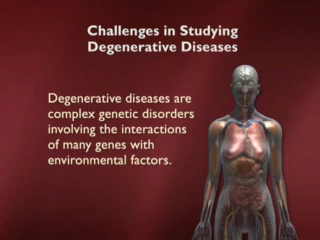 Challenges in Studying
Degenerative Diseases
Degenerative diseases are
complex genetic disorders
involving the interactions
of many genes with
environmental factors.